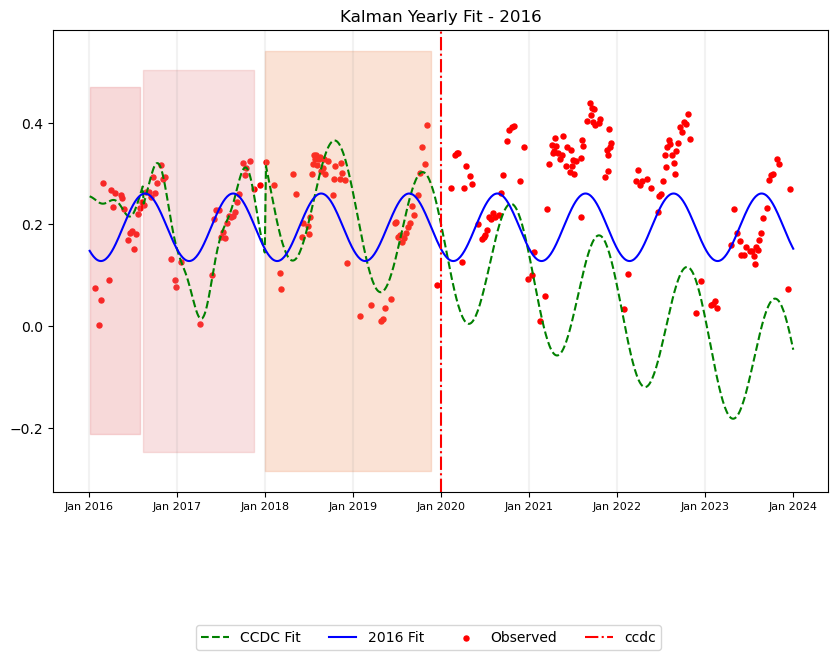 Kalman Yearly Fit - 2016
0.4
0.2
0.0
−0.2
Jan 2016 Jan 2017 Jan 2018 Jan 2019 Jan 2020 Jan 2021 Jan 2022 Jan 2023 Jan 2024
CCDC Fit 2016 Fit Observed ccdc